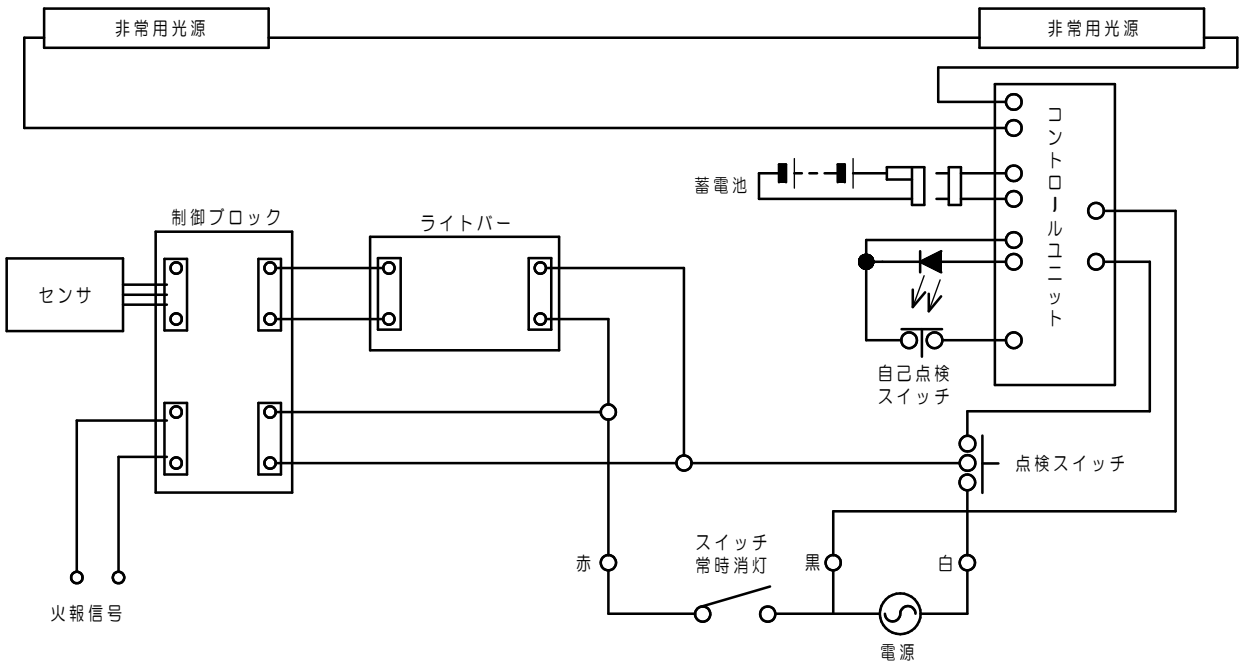 非常用光源
非常用光源
コントロールユニット
蓄電池
制御ブロック
ライトバー
センサ
自己点検
スイッチ
点検スイッチ
スイッチ
常時消灯
赤
黒
白
火報信号
電源